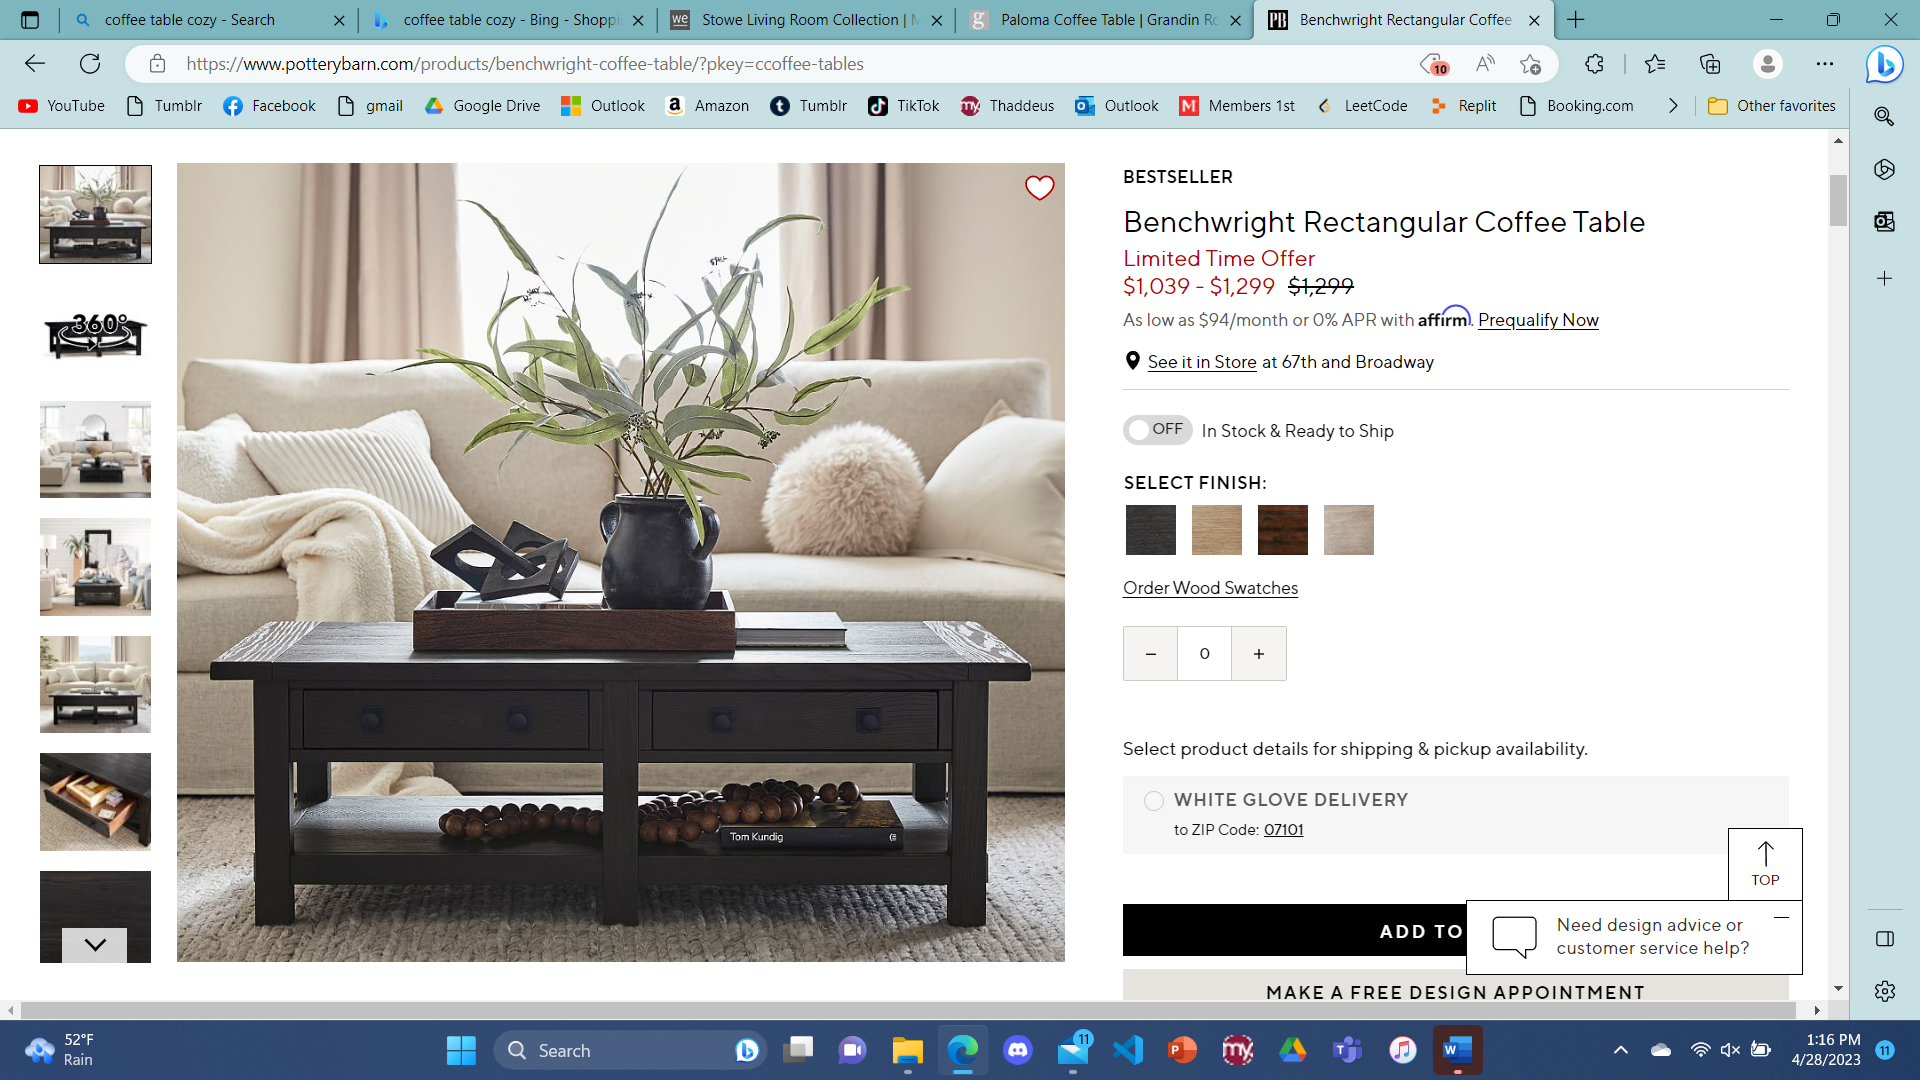 coffee table cozy - Search
coffee table cozy - Bing - Shoppi
Stowe Living Room Collection | M
Paloma Coffee Table | Grandin Ro
Benchwright Rectangular Coffee
https://www.potterybarn.com/products/benchwright-coffee-table/?pkey=ccoffee-tables
10
YouTube
Tumblr
Facebook
gmail
Google Drive
Outlook
Amazon
Tumblr
TikTok
Thaddeus
Outlook
Members 1st
LeetCode
Replit
Booking.com
Other favorites
360°
Tom Kundig
BESTSELLER
Benchwright Rectangular Coffee Table
Limited Time Offer
$1,039 - $1,299 $1,299
As low as $94/month or 0% APR with affirm. Prequalify Now
See it in Store at 67th and Broadway
OFF In Stock & Ready to Ship
SELECT FINISH:
Order Wood Swatches
− 0 +
Select product details for shipping & pickup availability.
WHITE GLOVE DELIVERY
to ZIP Code: 07101
TOP
ADD TO
Need design advice or
customer service help?
MAKE A FREE DESIGN APPOINTMENT
52°F
Rain
Search
11
1:16 PM
4/28/2023
11